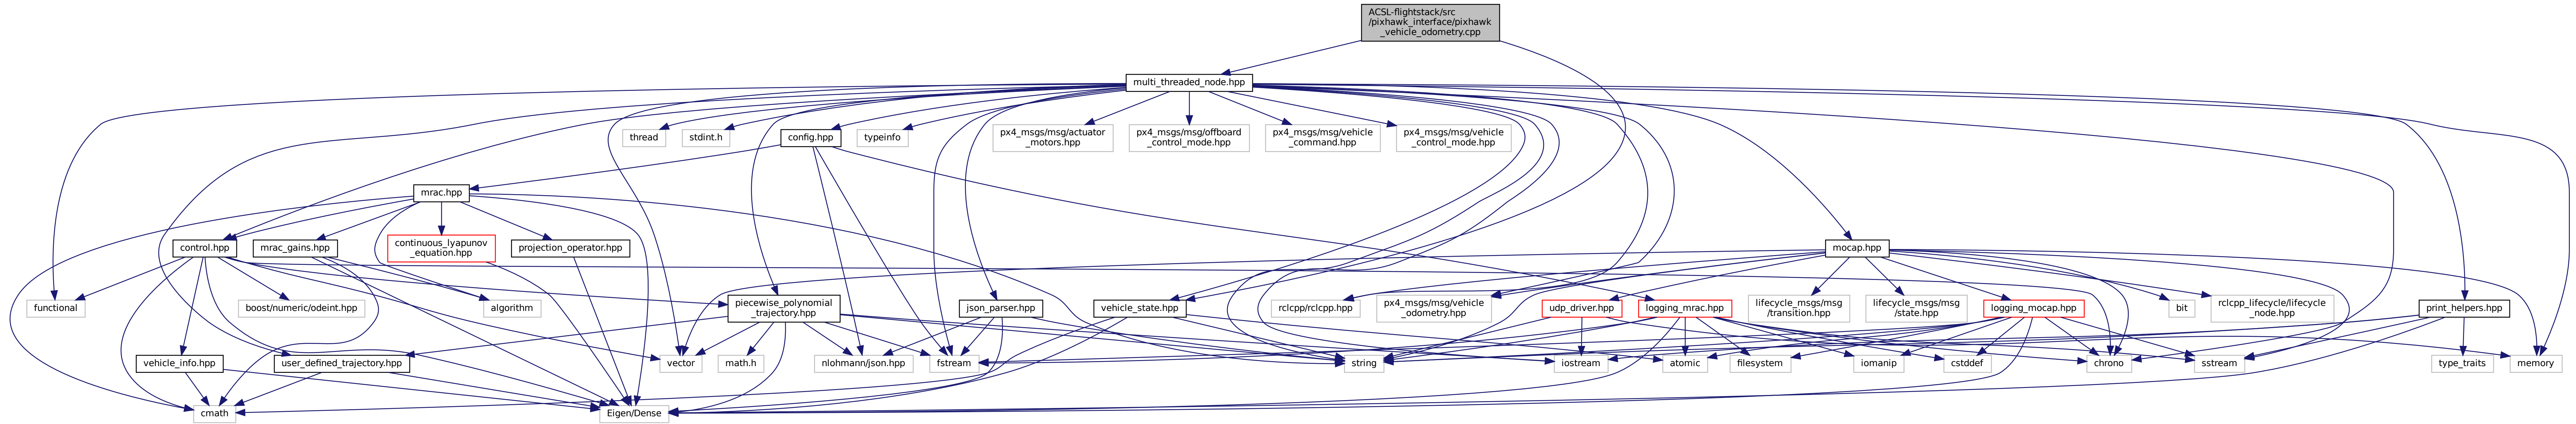 ACSL-flightstack/src
/pixhawk_interface/pixhawk
_vehicle_odometry.cpp
multi_threaded_node.hpp
thread
stdint.h
config.hpp
typeinfo
px4_msgs/msg/actuator
_motors.hpp
px4_msgs/msg/offboard
_control_mode.hpp
px4_msgs/msg/vehicle
_command.hpp
px4_msgs/msg/vehicle
_control_mode.hpp
mrac.hpp
control.hpp
mrac_gains.hpp
continuous_lyapunov
_equation.hpp
projection_operator.hpp
mocap.hpp
functional
boost/numeric/odeint.hpp
algorithm
piecewise_polynomial
_trajectory.hpp
json_parser.hpp
vehicle_state.hpp
rclcpp/rclcpp.hpp
px4_msgs/msg/vehicle
_odometry.hpp
udp_driver.hpp
logging_mrac.hpp
lifecycle_msgs/msg
/transition.hpp
lifecycle_msgs/msg
/state.hpp
logging_mocap.hpp
bit
rclcpp_lifecycle/lifecycle
_node.hpp
print_helpers.hpp
vehicle_info.hpp
user_defined_trajectory.hpp
vector
math.h
nlohmann/json.hpp
fstream
string
iostream
atomic
filesystem
iomanip
cstddef
chrono
sstream
type_traits
memory
cmath
Eigen/Dense